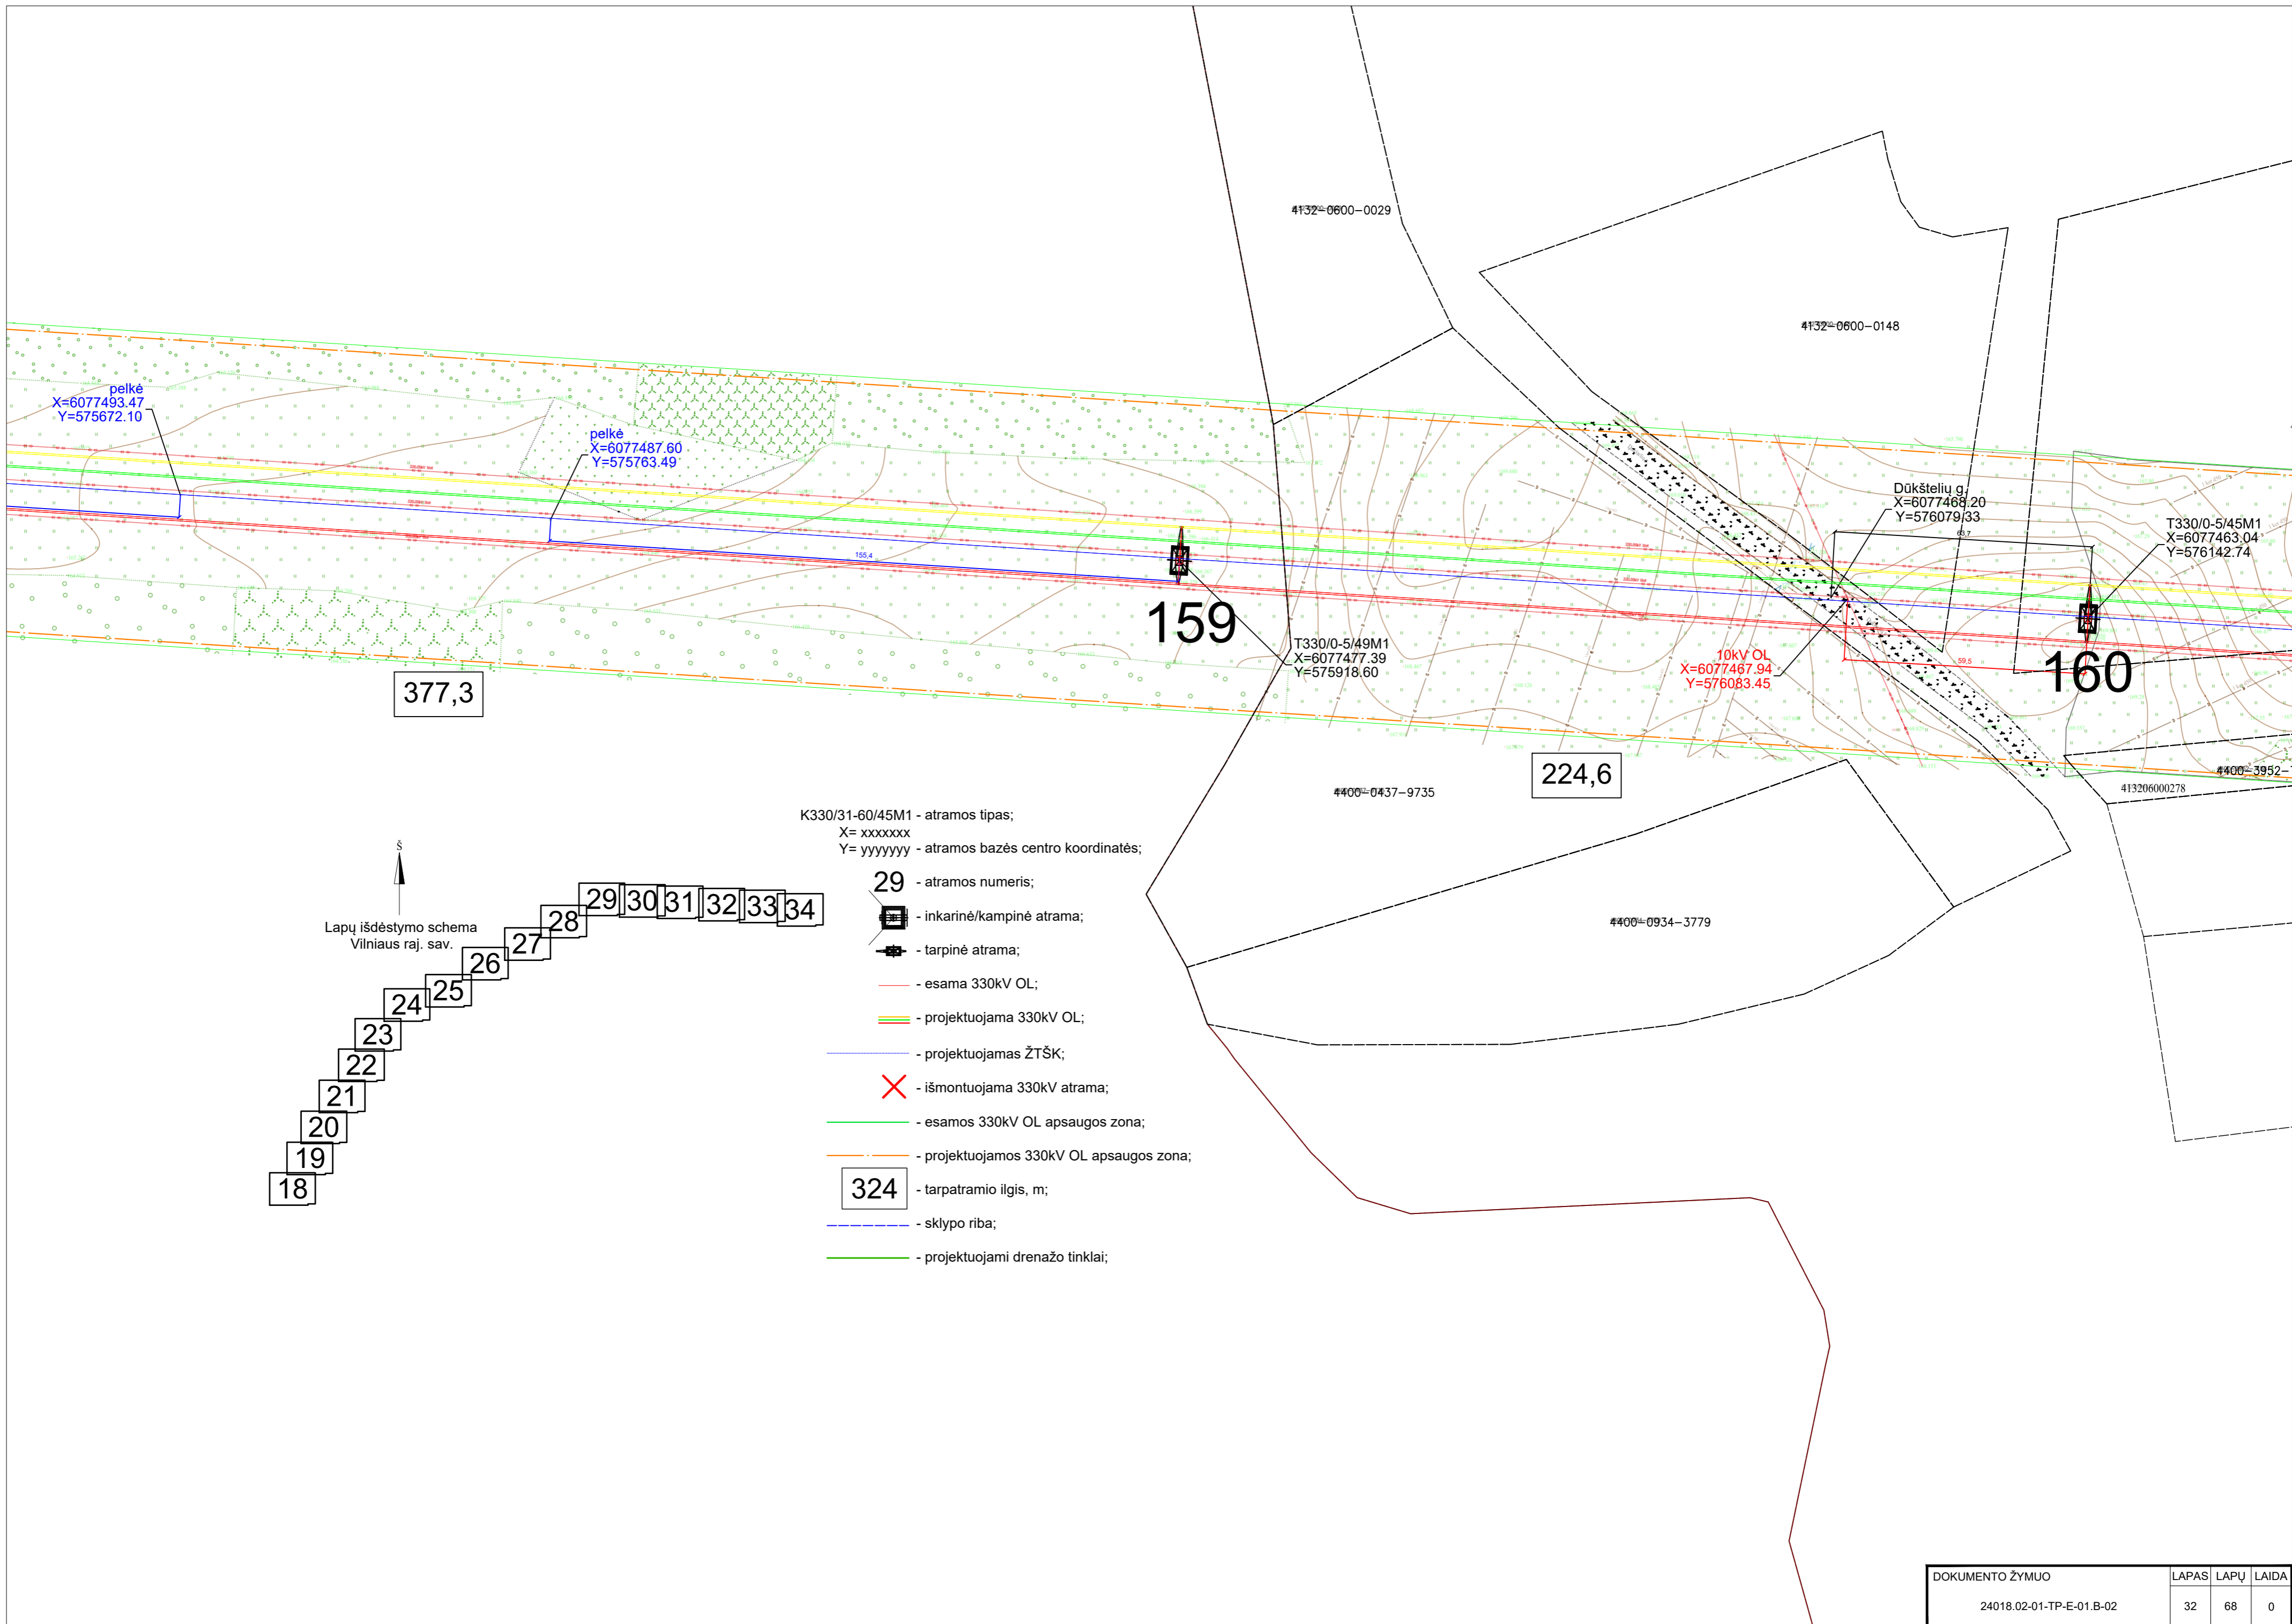 4132-0600-0029
4132-0600-0148
pelkė
X=6077493.47
Y=575672.10
pelkė
X=6077487.60
Y=575763.49
155,4
159
T330/0-5/49M1
X=6077477.39
Y=575918.60
Dūkštelių g.
X=6077468.20
Y=576079.33
63,7
T330/0-5/45M1
X=6077463.04
Y=576142.74
10kV OL
X=6077467.94
Y=576083.45
59,5
160
377,3
224,6
4400-0437-9735
4400-3952-
413206000278
4400-0934-3779
K330/31-60/45M1 - atramos tipas;
X= xxxxxxx
Y= yyyyyyy - atramos bazės centro koordinatės;
29 - atramos numeris;
- inkarinė/kampinė atrama;
- tarpinė atrama;
- esama 330kV OL;
- projektuojama 330kV OL;
- projektuojamas ŽTŠK;
- išmontuojama 330kV atrama;
- esamos 330kV OL apsaugos zona;
- projektuojamos 330kV OL apsaugos zona;
324 - tarpatramio ilgis, m;
- sklypo riba;
- projektuojami drenažo tinklai;
Š
Lapų išdėstymo schema
Vilniaus raj. sav.
29 30 31 32 33 34
28
27
26
25
24
23
22
21
20
19
18
DOKUMENTO ŽYMUO LAPAS LAPŲ LAIDA
24018.02-01-TP-E-01.B-02 32 68 0